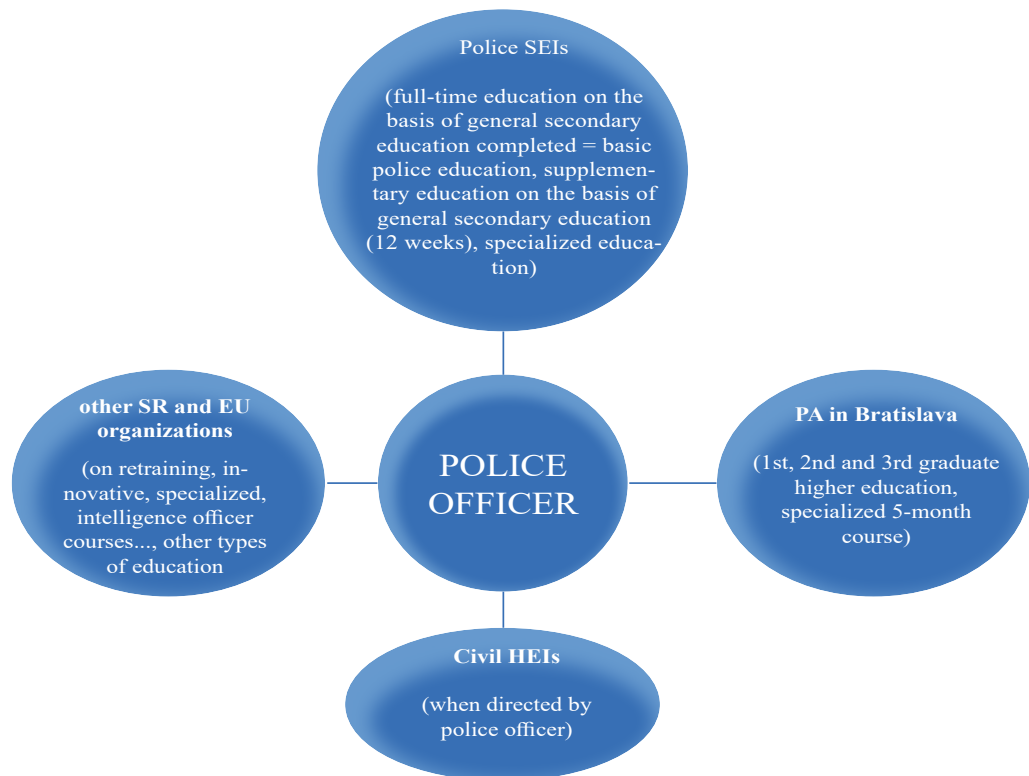 Police SEIs
(full-time education on the
basis of general secondary
education completed = basic
police education, supplemen-
tary education on the basis of
general secondary education
(12 weeks), specialized educa-
tion)
other SR and EU
organizations
(on retraining, in-
novative, specialized,
intelligence officer
courses..., other types
of education
POLICE
OFFICER
PA in Bratislava
(1st, 2nd and 3rd graduate
higher education,
specialized 5-month
course)
Civil HEIs
(when directed by
police officer)